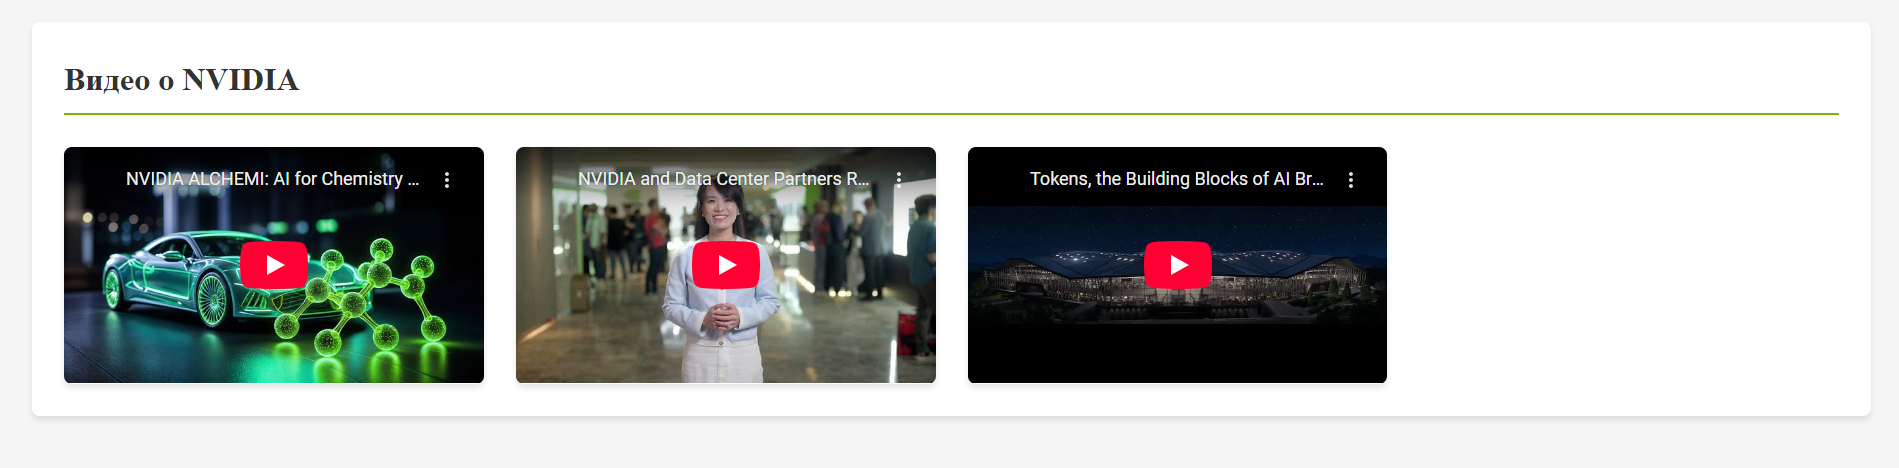 Видео о NVIDIA
NVIDIA ALCHEMI: AI for Chemistry ...
NVIDIA and Data Center Partners R...
Tokens, the Building Blocks of AI Br...